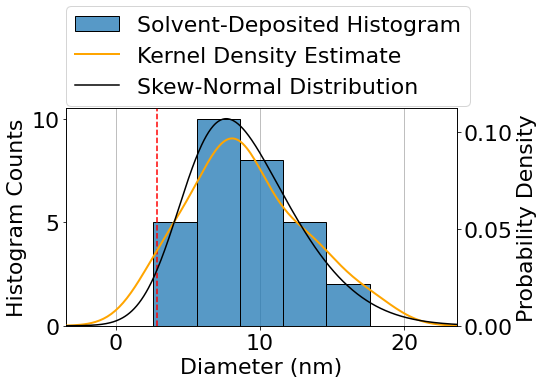 Solvent-Deposited Histogram
Kernel Density Estimate
Skew-Normal Distribution
10
5
0
Histogram Counts
0.10
0.05
0.00
Probability Density
0
10
20
Diameter (nm)